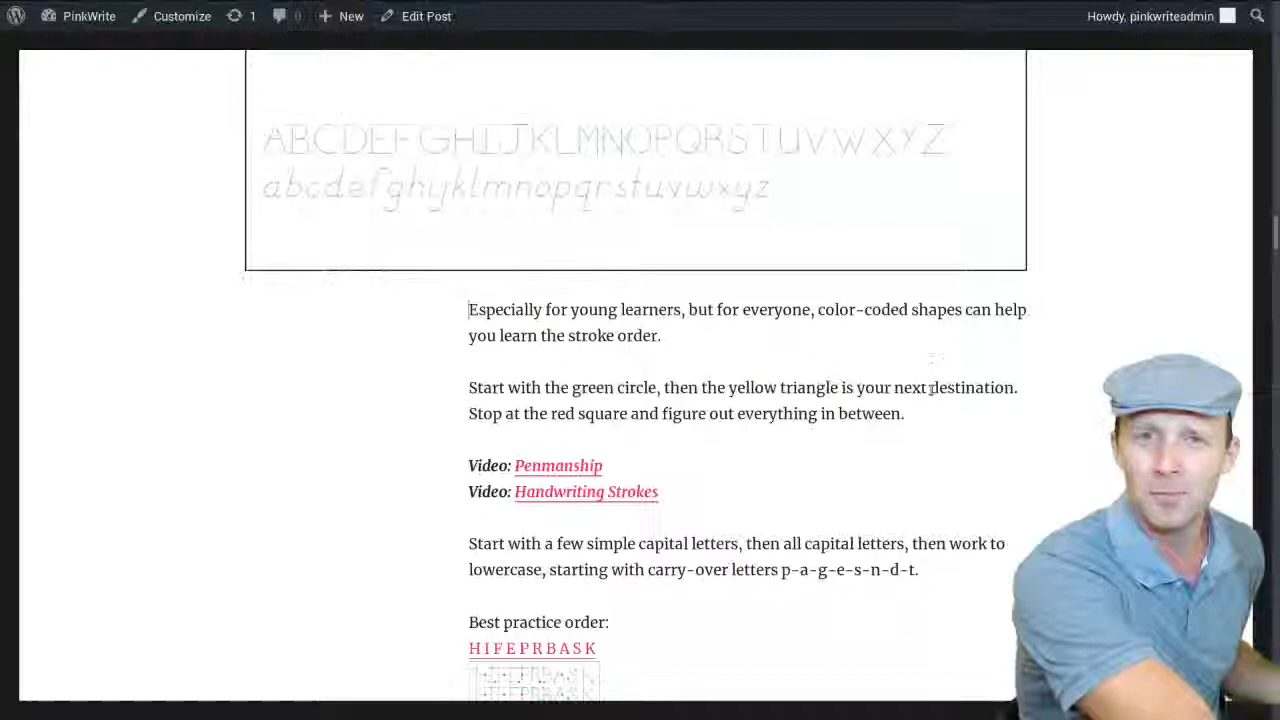 PinkWrite Customize 1 0 New Edit Post Howdy, pinkwriteadmin
ABCDEFGHIJKLMNOPQRSTUVWXYZ
abcdefghyklmnopqrstuvwxyz
Especially for young learners, but for everyone, color-coded shapes can help
you learn the stroke order.
Start with the green circle, then the yellow triangle is your next destination.
Stop at the red square and figure out everything in between.
Video: Penmanship
Video: Handwriting Strokes
Start with a few simple capital letters, then all capital letters, then work to
lowercase, starting with carry-over letters p-a-g-e-s-n-d-t.
Best practice order:
H I F E P R B A S K